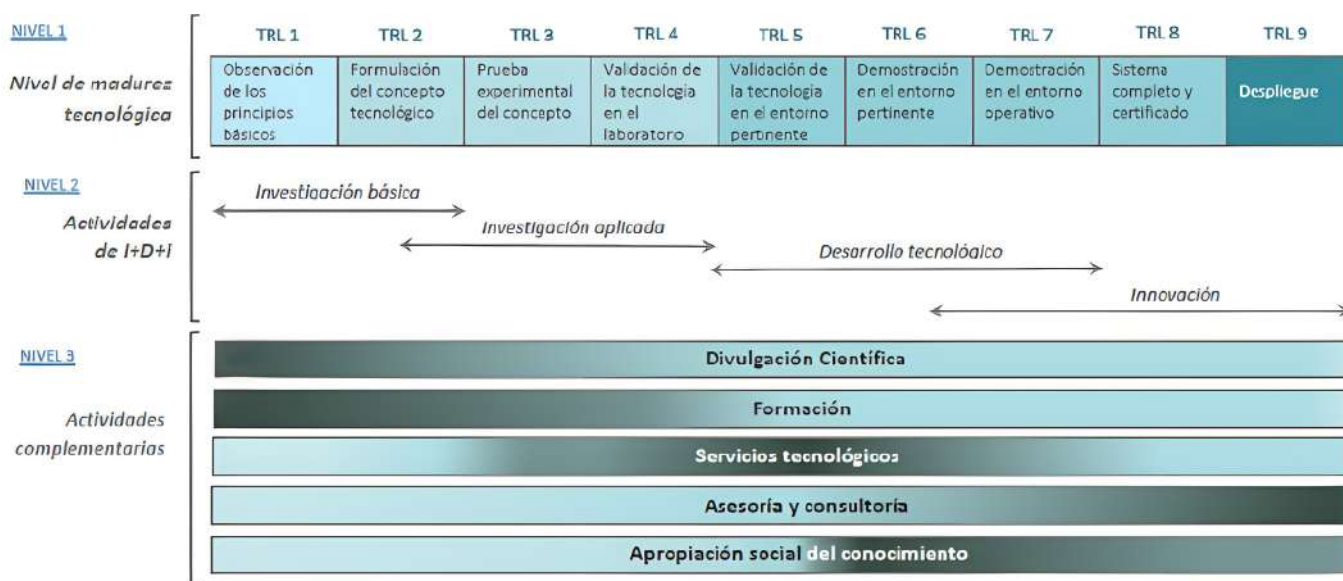 NIVEL 1
Nivel de madurez
tecnológica
TRL 1
TRL 2
TRL 3
TRL 4
TRL 5
TRL 6
TRL 7
TRL 8
TRL 9
Observación
de los
principios
básicos
Formulación
del concepto
tecnológico
Prueba
experimental
del concepto
Validación de
la tecnología
en el
laboratorio
Validación de
la tecnología
en el entorno
pertinente
Demostración
en el entorno
pertinente
Demostración
en el entorno
operativo
Sistema
completo y
certificado
Despliegue
NIVEL 2
Actividades
de I+D+I
Investigación básica
Investigación aplicada
Desarrollo tecnológico
Innovación
NIVEL 3
Actividades
complementarias
Divulgación Científica
Formación
Servicios tecnológicos
Asesoría y consultoría
Apropiación social del conocimiento